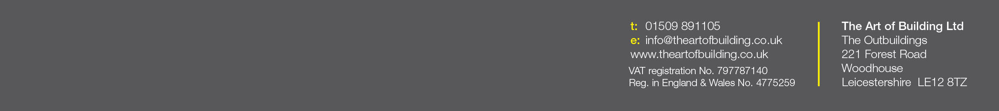 t: 01509 891105
e: info@theartofbuilding.co.uk
www.theartofbuilding.co.uk
VAT registration No. 797787140
Reg. in England & Wales No. 4775259
The Art of Building Ltd
The Outbuildings
221 Forest Road
Woodhouse
Leicestershire LE12 8TZ